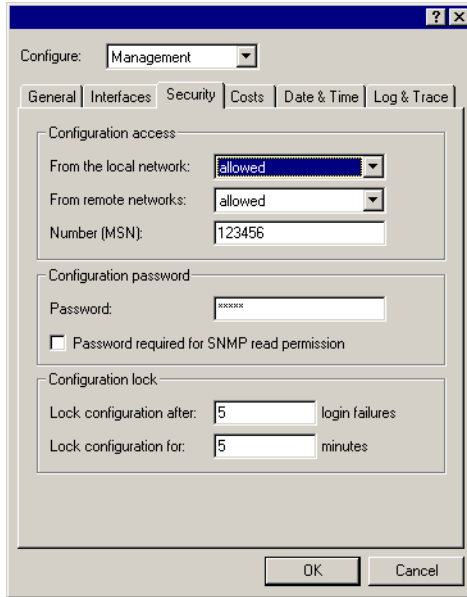 Configure: Management
General Interfaces Security Costs Date & Time Log & Trace
Configuration access
From the local network: allowed
From remote networks: allowed
Number (MSN): 123456
Configuration password
Password: *****
Password required for SNMP read permission
Configuration lock
Lock configuration after: 5 login failures
Lock configuration for: 5 minutes
OK Cancel